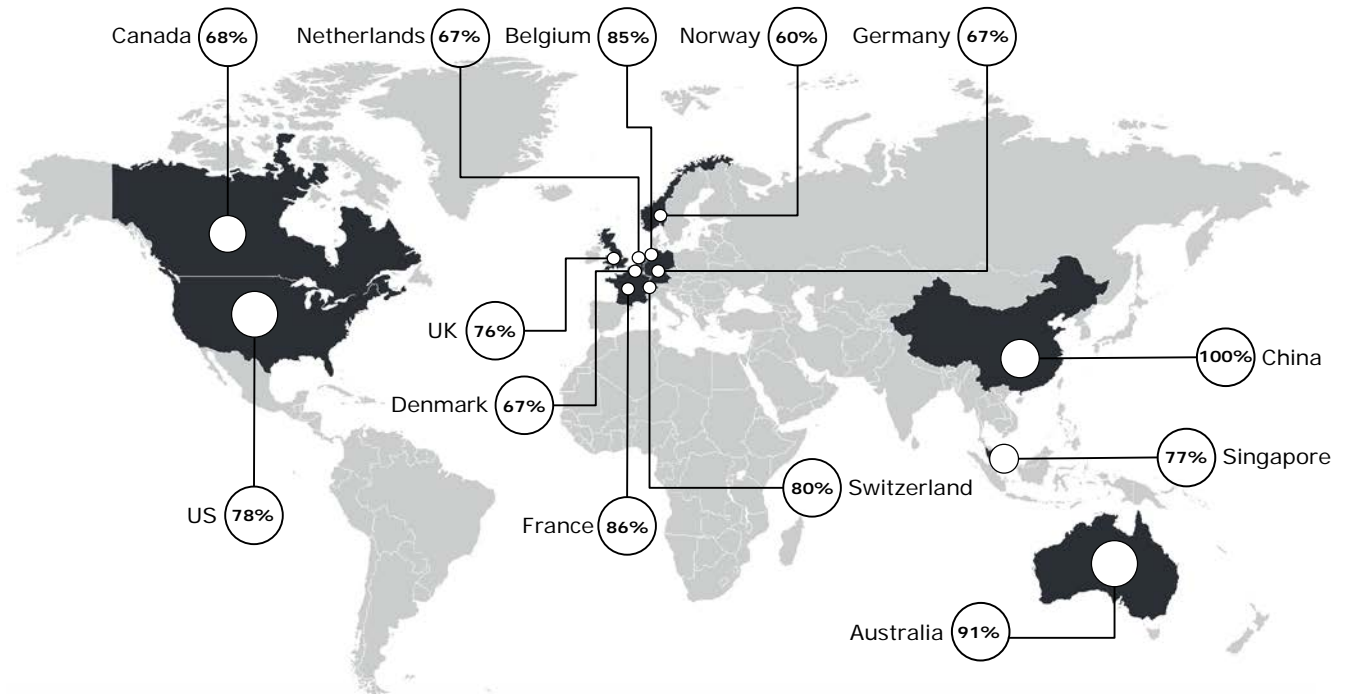 Canada 68%
Netherlands 67%
Belgium 85%
Norway 60%
Germany 67%
UK 76%
100% China
Denmark 67%
77% Singapore
80% Switzerland
US 78%
France 86%
Australia 91%